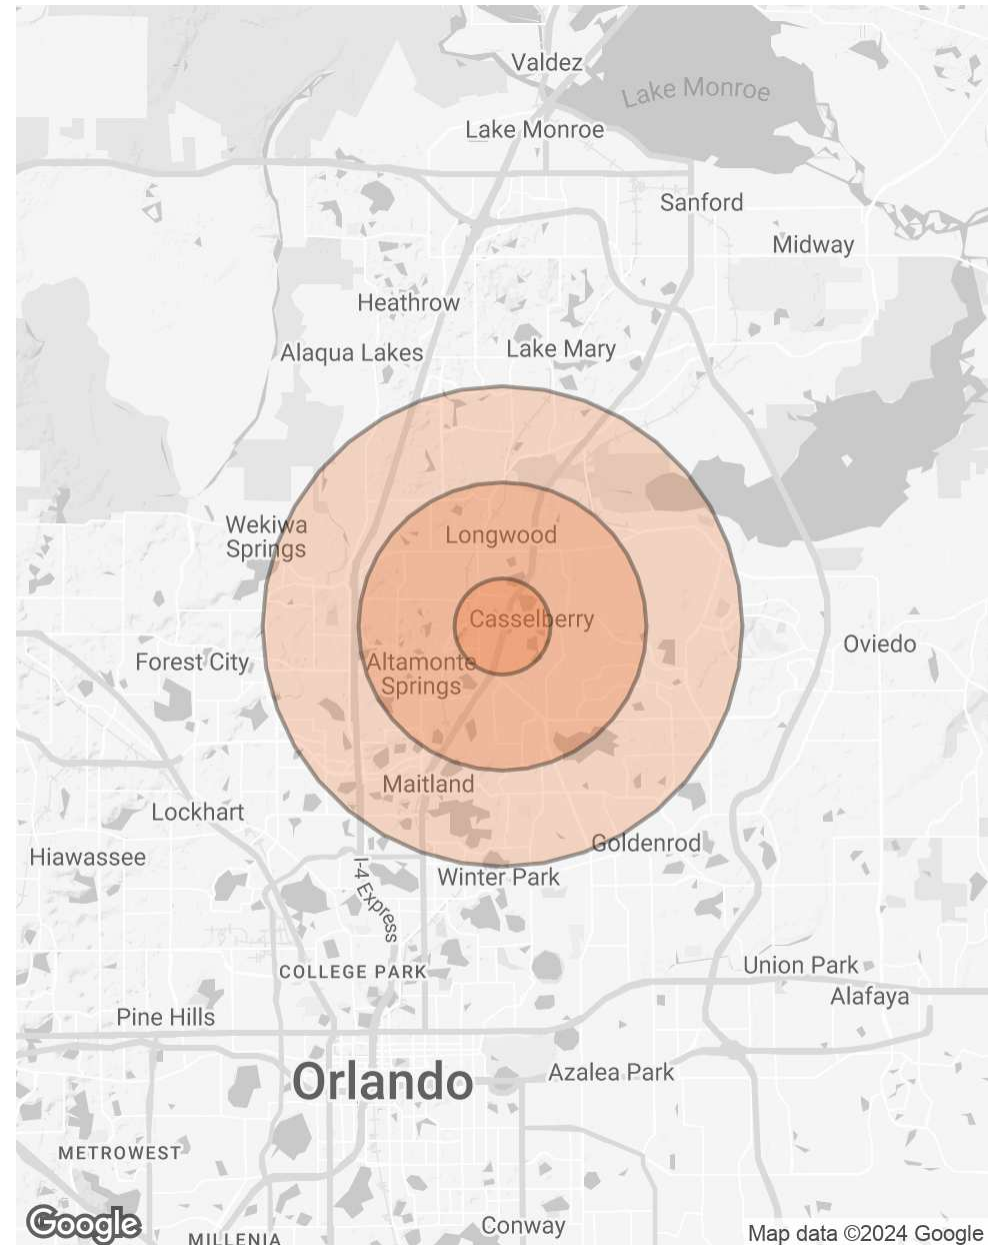 Valdez
Lake Monroe
Lake Monroe
Sanford
Midway
Heathrow
Alaqua Lakes
Lake Mary
Wekiwa
Springs
Longwood
Casselberry
Oviedo
Forest City
Altamonte
Springs
Maitland
Lockhart
Goldenrod
Hiawassee
Winter Park
I-4 Express
COLLEGE PARK
Union Park
Alafaya
Pine Hills
Orlando
Azalea Park
METROWEST
Conway
Google
MILLENIA
Map data ©2024 Google